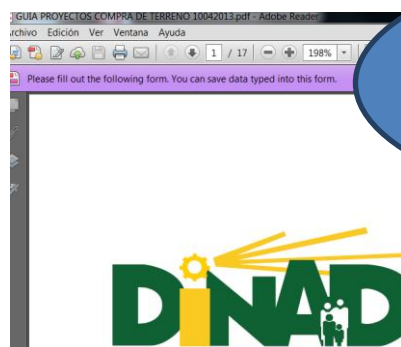 GUIA PROYECTOS COMPRA DE TERRENO 10042013.pdf - Adobe Reader
Edición Ver Ventana Ayuda
1 / 17 198%
Please fill out the following form. You can save data typed into this form.
DiNAD